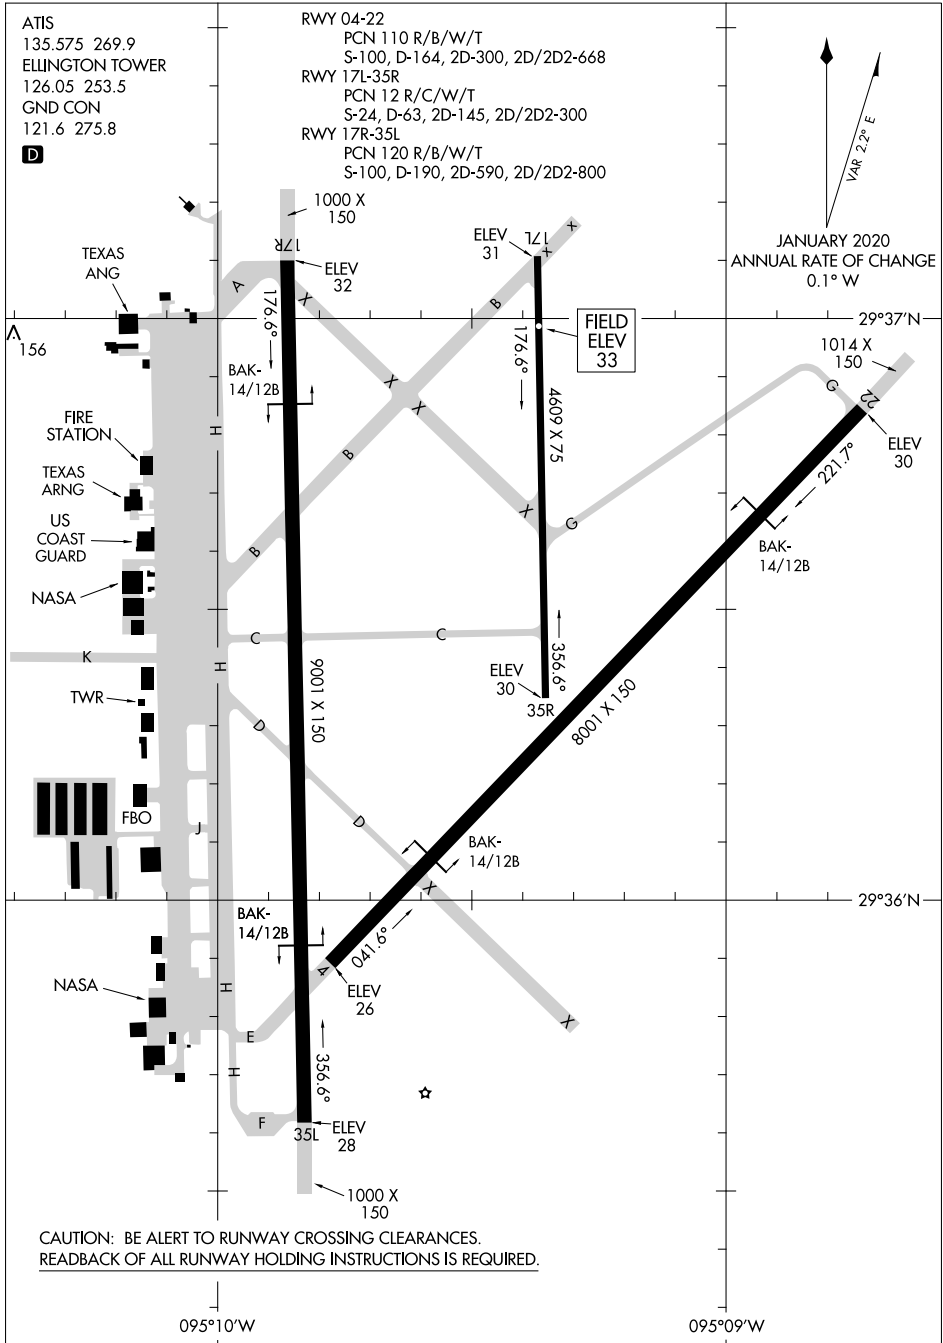 ATIS
135.575 269.9
ELLINGTON TOWER
126.05 253.5
GND CON
121.6 275.8
D
RWY 04-22
PCN 110 R/B/W/T
S-100, D-164, 2D-300, 2D/2D2-668
RWY 17L-35R
PCN 12 R/C/W/T
S-24, D-63, 2D-145, 2D/2D2-300
RWY 17R-35L
PCN 120 R/B/W/T
S-100, D-190, 2D-590, 2D/2D2-800
VAR 2.2° E
JANUARY 2020
ANNUAL RATE OF CHANGE
0.1° W
1000 X
150
17R
ELEV
32
ELEV
31
17L
X
X
TEXAS
ANG
A
X
B
176.6°
156
FIELD
ELEV
33
29°37'N
1014 X
150
176.6°
BAK-
14/12B
X
X
4609 X 75
G
22
ELEV
30
221.7°
H
FIRE
STATION
B
TEXAS
ARNG
X
G
US
COAST
GUARD
B
BAK-
14/12B
NASA
C
C
K
H
356.6°
ELEV
30
35R
9001 X 150
8001 X 150
TWR
D
FBO
J
D
BAK-
14/12B
X
29°36'N
BAK-
14/12B
041.6°
4
ELEV
26
NASA
H
E
X
H
356.6°
F
35L
ELEV
28
1000 X
150
CAUTION: BE ALERT TO RUNWAY CROSSING CLEARANCES.
READBACK OF ALL RUNWAY HOLDING INSTRUCTIONS IS REQUIRED.
095°10'W
095°09'W